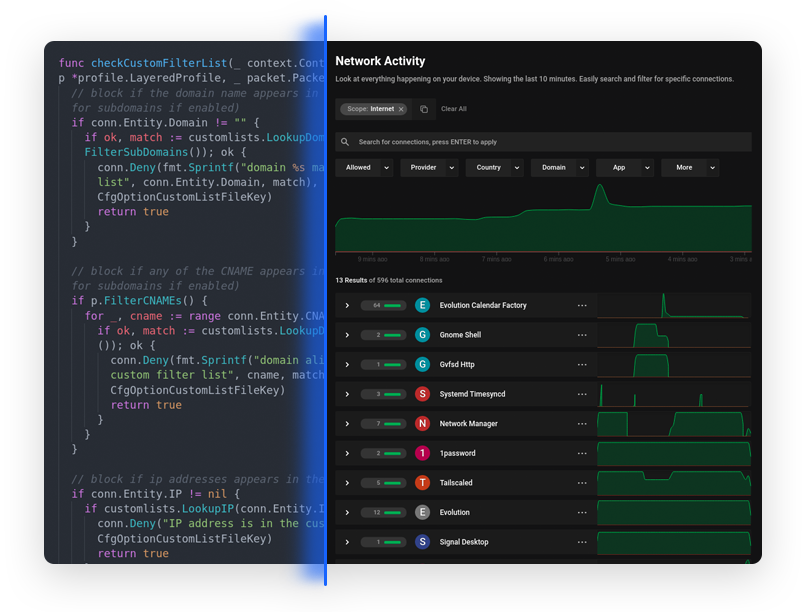 func checkCustomFilterList(_ context.Cont
p *profile.LayeredProfile, _ packet.Packe
// block if the domain name appears in
for subdomains if enabled)
if conn.Entity.Domain != "" {
if ok, match := customlists.LookupDom
FilterSubDomains()); ok {
conn.Deny(fmt.Sprintf("domain %s ma
list", conn.Entity.Domain, match),
CfgOptionCustomListFileKey)
return true
}
}
// block if any of the CNAME appears in
for subdomains if enabled)
if p.FilterCNAMEs() {
for _, cname := range conn.Entity.CNA
if ok, match := customlists.LookupD
()); ok {
conn.Deny(fmt.Sprintf("domain ali
custom filter list", cname, match
CfgOptionCustomListFileKey)
return true
}
}
}
// block if ip addresses appears in the
if conn.Entity.IP != nil {
if customlists.LookupIP(conn.Entity.I
conn.Deny("IP address is in the cus
CfgOptionCustomListFileKey)
return true
Network Activity
Look at everything happening on your device. Showing the last 10 minutes. Easily search and filter for specific connections.
Scope: Internet × Clear All
Search for connections, press ENTER to apply
Allowed Provider Country Domain App More
9 mins ago 8 mins ago 7 mins ago 6 mins ago 5 mins ago 4 mins ago 3 mins a
13 Results of 596 total connections
64 E Evolution Calendar Factory ···
2 G Gnome Shell ···
1 G Gvfsd Http ···
3 S Systemd Timesyncd ···
7 N Network Manager ···
2 1 1password ···
5 T Tailscaled ···
12 E Evolution ···
1 S Signal Desktop ···